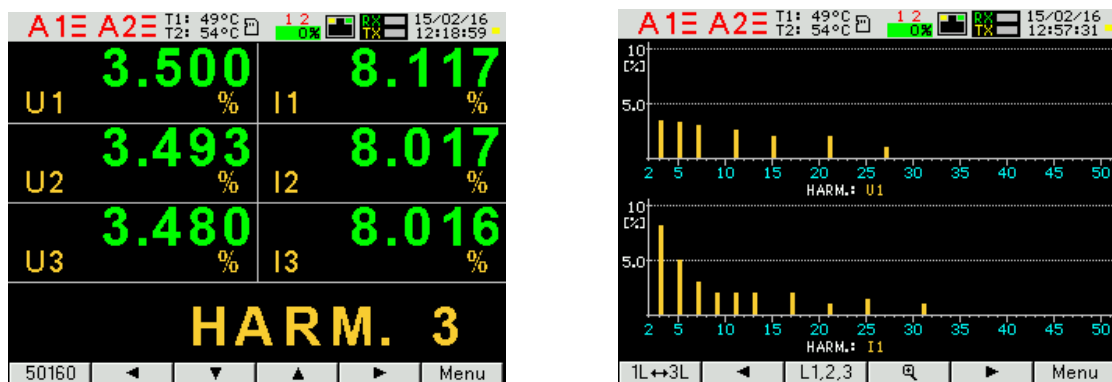 A1Ξ A2Ξ T1: 49°C T2: 54°C 1 2 0% RX TX 15/02/16 12:18:59
3.500 8.117
U1 % I1 %
3.493 8.017
U2 % I2 %
3.480 8.016
U3 % I3 %
HARM. 3
50160 ◄ ▼ ▲ ► Menu
A1Ξ A2Ξ T1: 49°C T2: 54°C 1 2 0% RX TX 15/02/16 12:57:31
10
[%]
5.0
2 5 10 15 20 25 30 35 40 45 50
HARM.: U1
10
[%]
5.0
2 5 10 15 20 25 30 35 40 45 50
HARM.: I1
1L↔3L ◄ L1,2,3 ► Menu